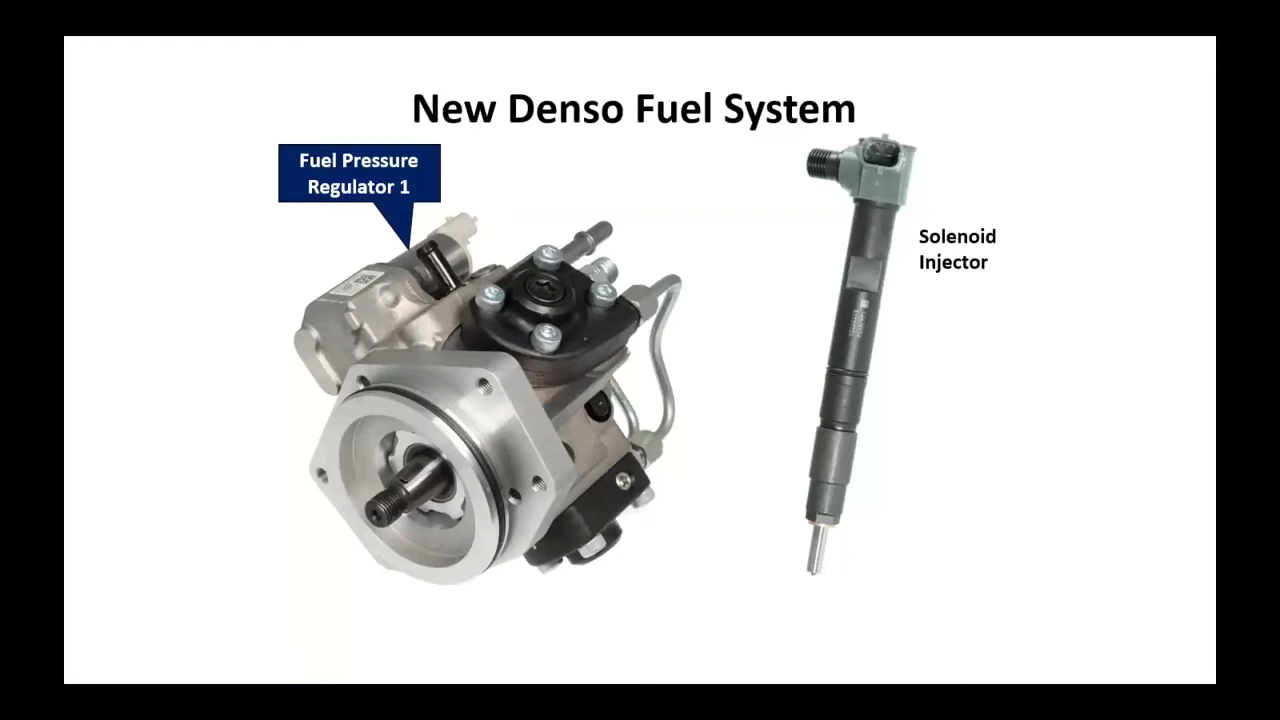 New Denso Fuel System
Fuel Pressure
Regulator 1
Solenoid
Injector